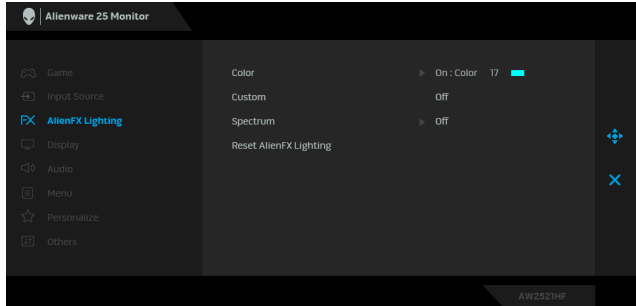 Alienware 25 Monitor
Game
Input Source
FX AlienFX Lighting
Display
Audio
Menu
Personalize
Others
Color On : Color 17
Custom Off
Spectrum Off
Reset AlienFX Lighting
AW2521HF